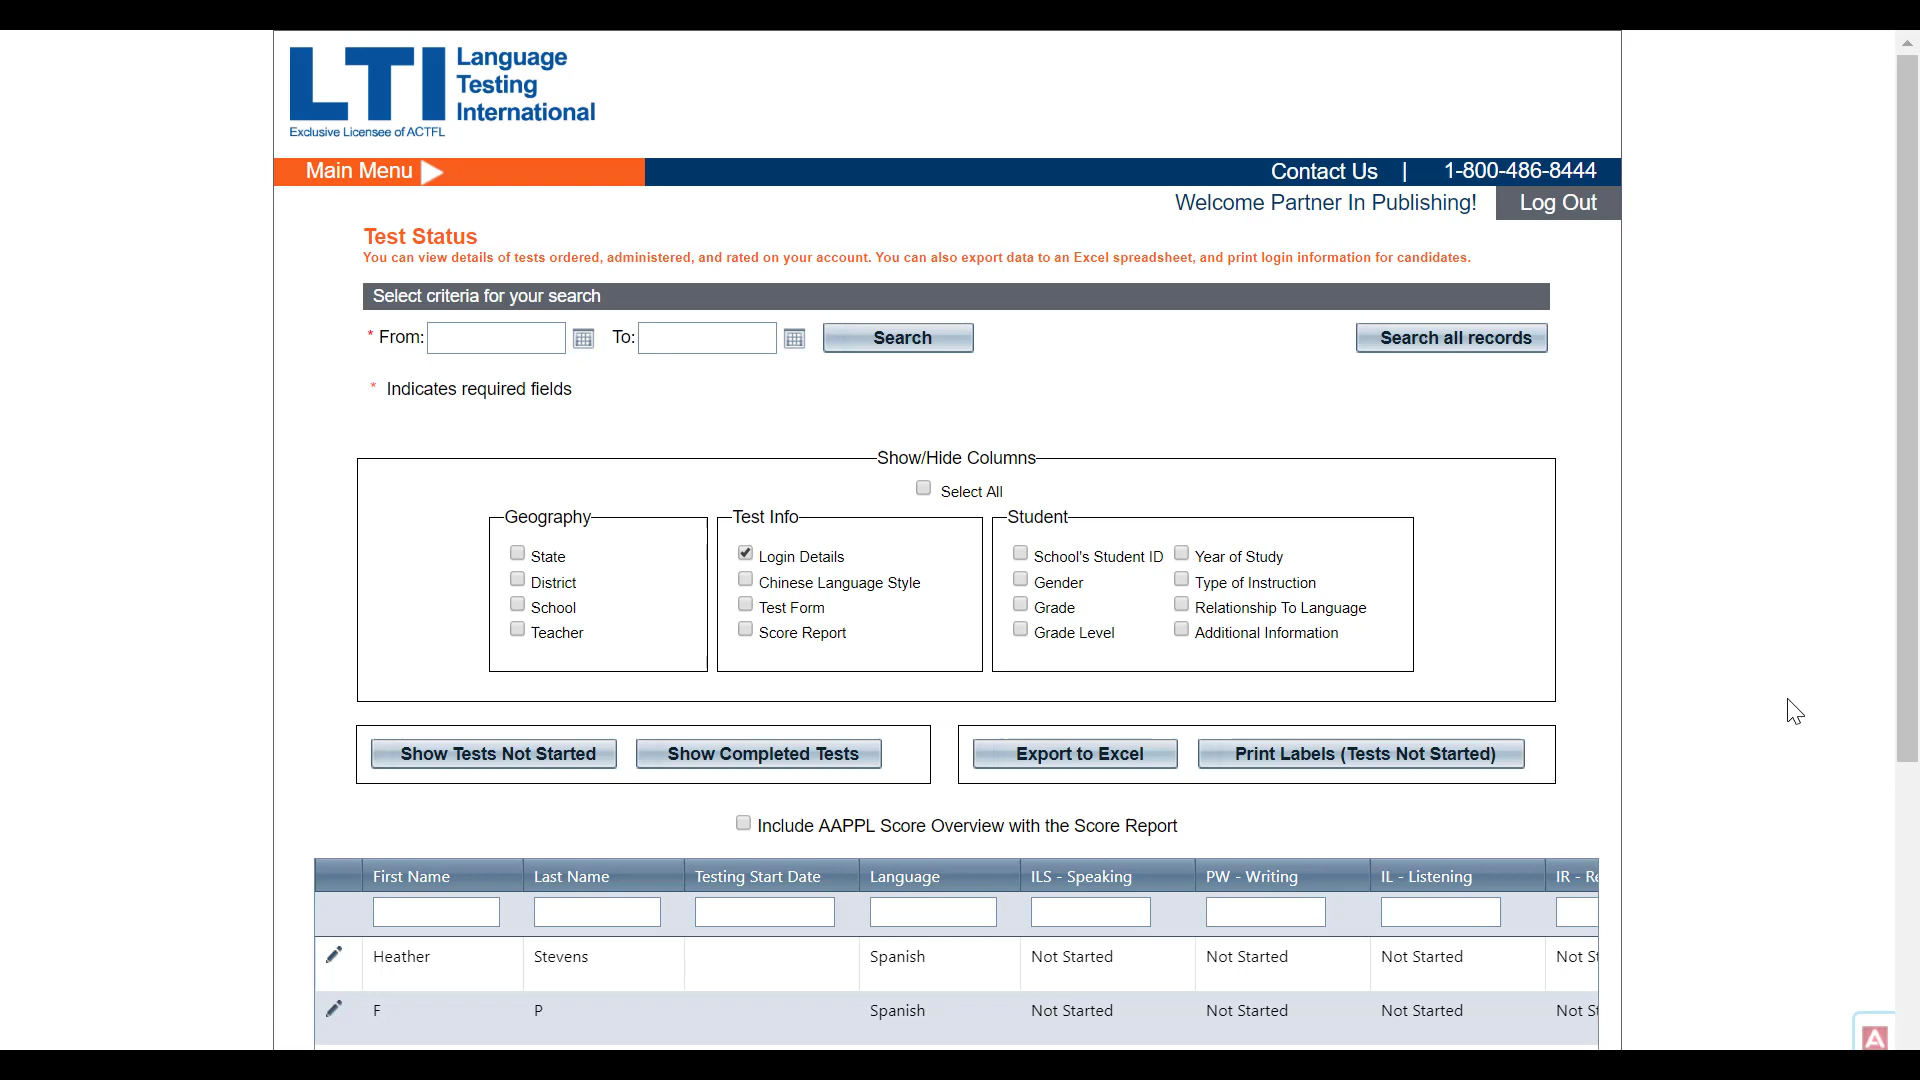 LTI Language
Testing
International
Exclusive Licensee of ACTFL
Main Menu Contact Us | 1-800-486-8444
Welcome Partner In Publishing! Log Out
Test Status
You can view details of tests ordered, administered, and rated on your account. You can also export data to an Excel spreadsheet, and print login information for candidates.
Select criteria for your search
* From: To: Search Search all records
* Indicates required fields
Show/Hide Columns
Select All
Geography Test Info Student
State Login Details School's Student ID Year of Study
District Chinese Language Style Gender Type of Instruction
School Test Form Grade Relationship To Language
Teacher Score Report Grade Level Additional Information
Show Tests Not Started Show Completed Tests Export to Excel Print Labels (Tests Not Started)
Include AAPPL Score Overview with the Score Report
First Name Last Name Testing Start Date Language ILS - Speaking PW - Writing IL - Listening IR - Re
Heather Stevens Spanish Not Started Not Started Not Started Not St
F P Spanish Not Started Not Started Not Started Not St